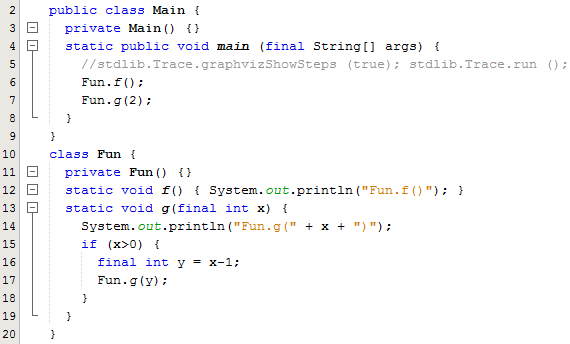 2 public class Main {
3 private Main() {}
4 static public void main (final String[] args) {
5 //stdlib.Trace.graphvizShowSteps (true); stdlib.Trace.run ();
6 Fun.f();
7 Fun.g(2);
8 }
9 }
10 class Fun {
11 private Fun() {}
12 static void f() { System.out.println("Fun.f()"); }
13 static void g(final int x) {
14 System.out.println("Fun.g(" + x + ")");
15 if (x>0) {
16 final int y = x-1;
17 Fun.g(y);
18 }
19 }
20 }